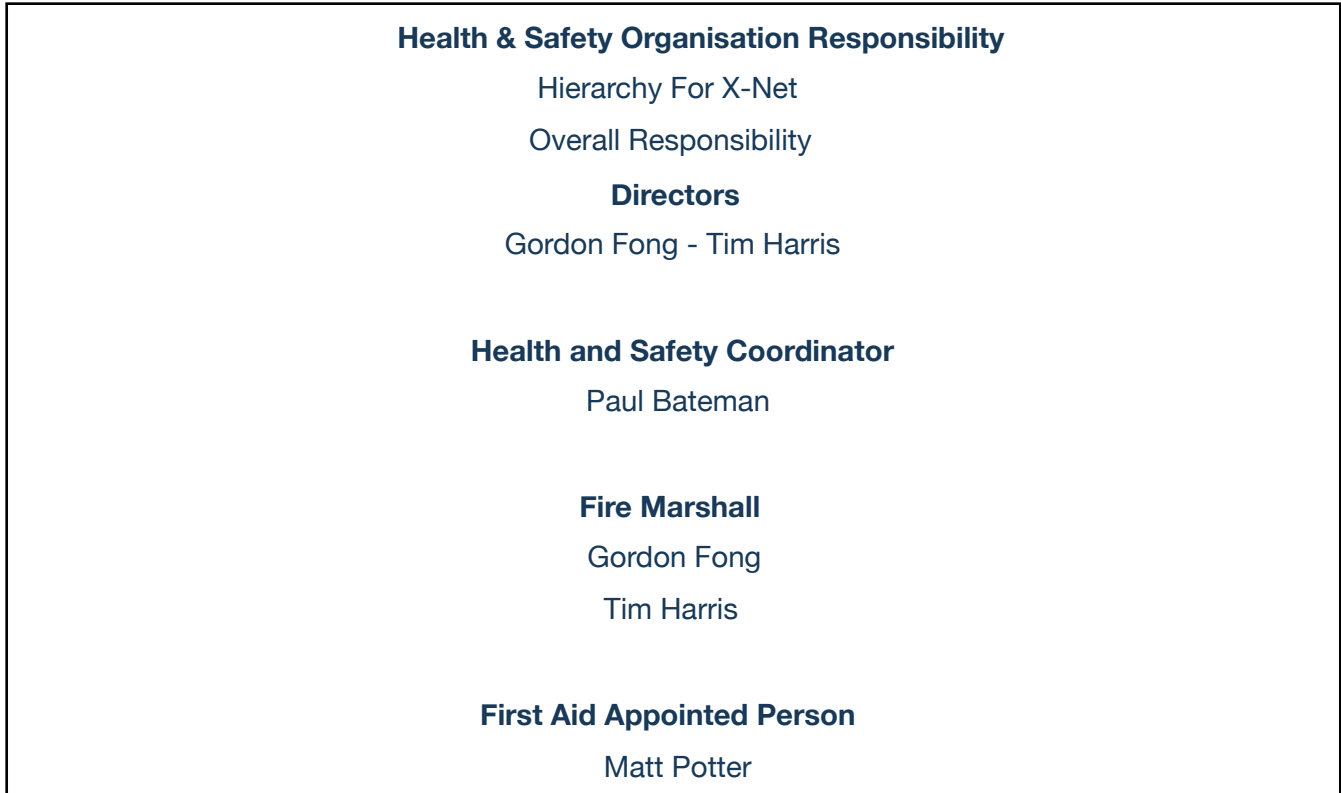 Health & Safety Organisation Responsibility
Hierarchy For X-Net
Overall Responsibility
Directors
Gordon Fong - Tim Harris
Health and Safety Coordinator
Paul Bateman
Fire Marshall
Gordon Fong
Tim Harris
First Aid Appointed Person
Matt Potter